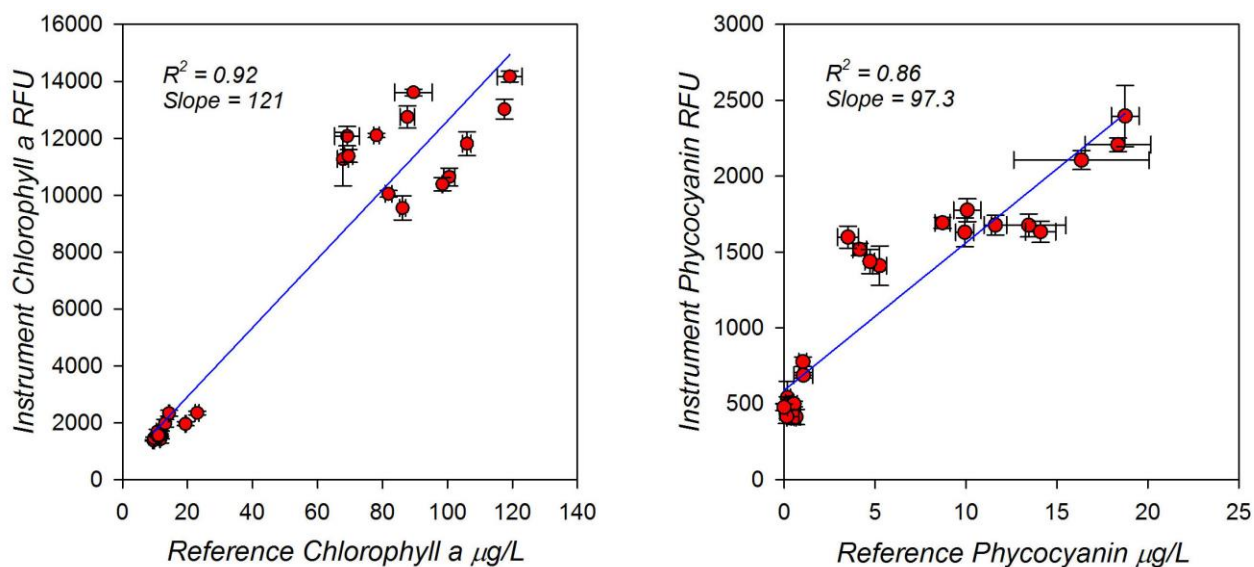 Instrument Chlorophyll a RFU
16000
14000
12000
10000
8000
6000
4000
2000
0
R² = 0.92
Slope = 121
0 20 40 60 80 100 120 140
Reference Chlorophyll a µg/L
Instrument Phycocyanin RFU
3000
2500
2000
1500
1000
500
0
R² = 0.86
Slope = 97.3
0 5 10 15 20 25
Reference Phycocyanin µg/L